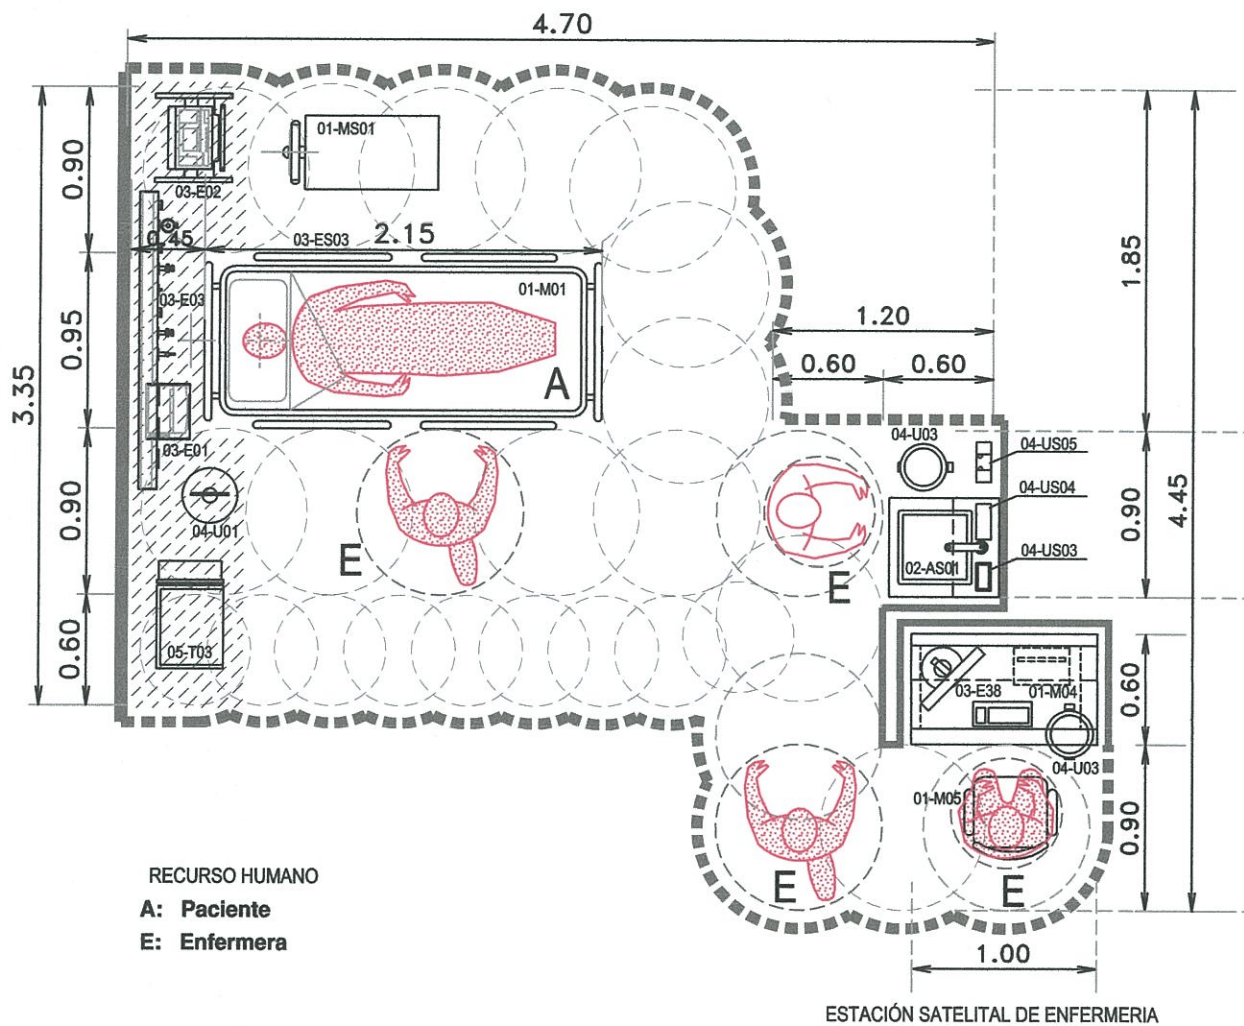 4.70
01-MS01
03-E02
0.90
0.45
03-ES03
2.15
1.85
03-E03
01-M01
0.95
3.35
A
1.20
0.60
0.60
03-E01
04-U03
04-US05
04-US04
0.90
04-U01
E
02-AS01
04-US03
0.90
4.45
E
05-T03
0.60
03-E38
01-M04
0.60
04-U03
01-M05
0.90
E
E
RECURSO HUMANO
A: Paciente
E: Enfermera
1.00
ESTACIÓN SATELITAL DE ENFERMERIA